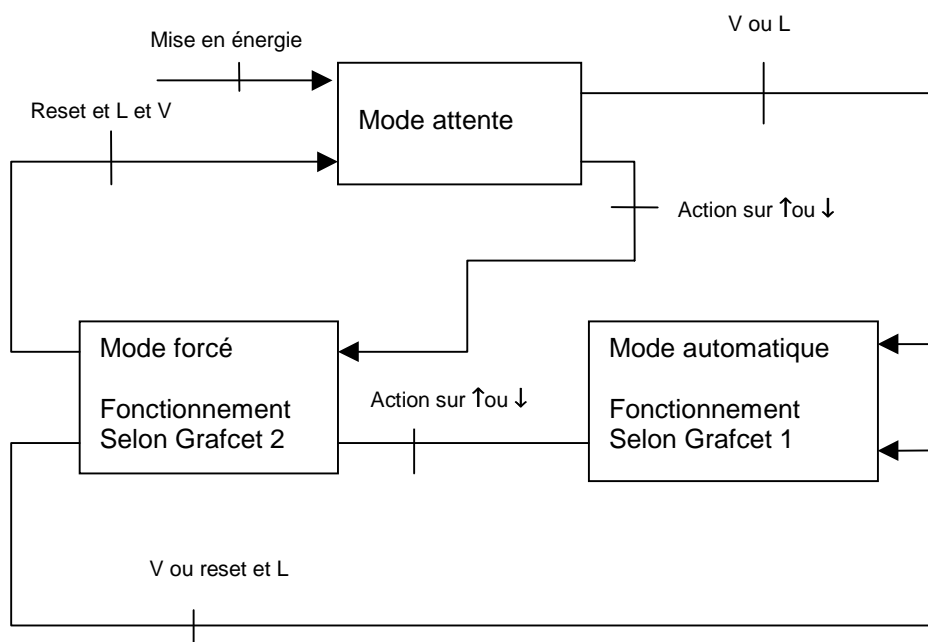 Mise en énergie
V ou L
Reset et L et V
Mode attente
Action sur ↑ou ↓
Mode forcé
Fonctionnement
Selon Grafcet 2
Action sur ↑ou ↓
Mode automatique
Fonctionnement
Selon Grafcet 1
V ou reset et L